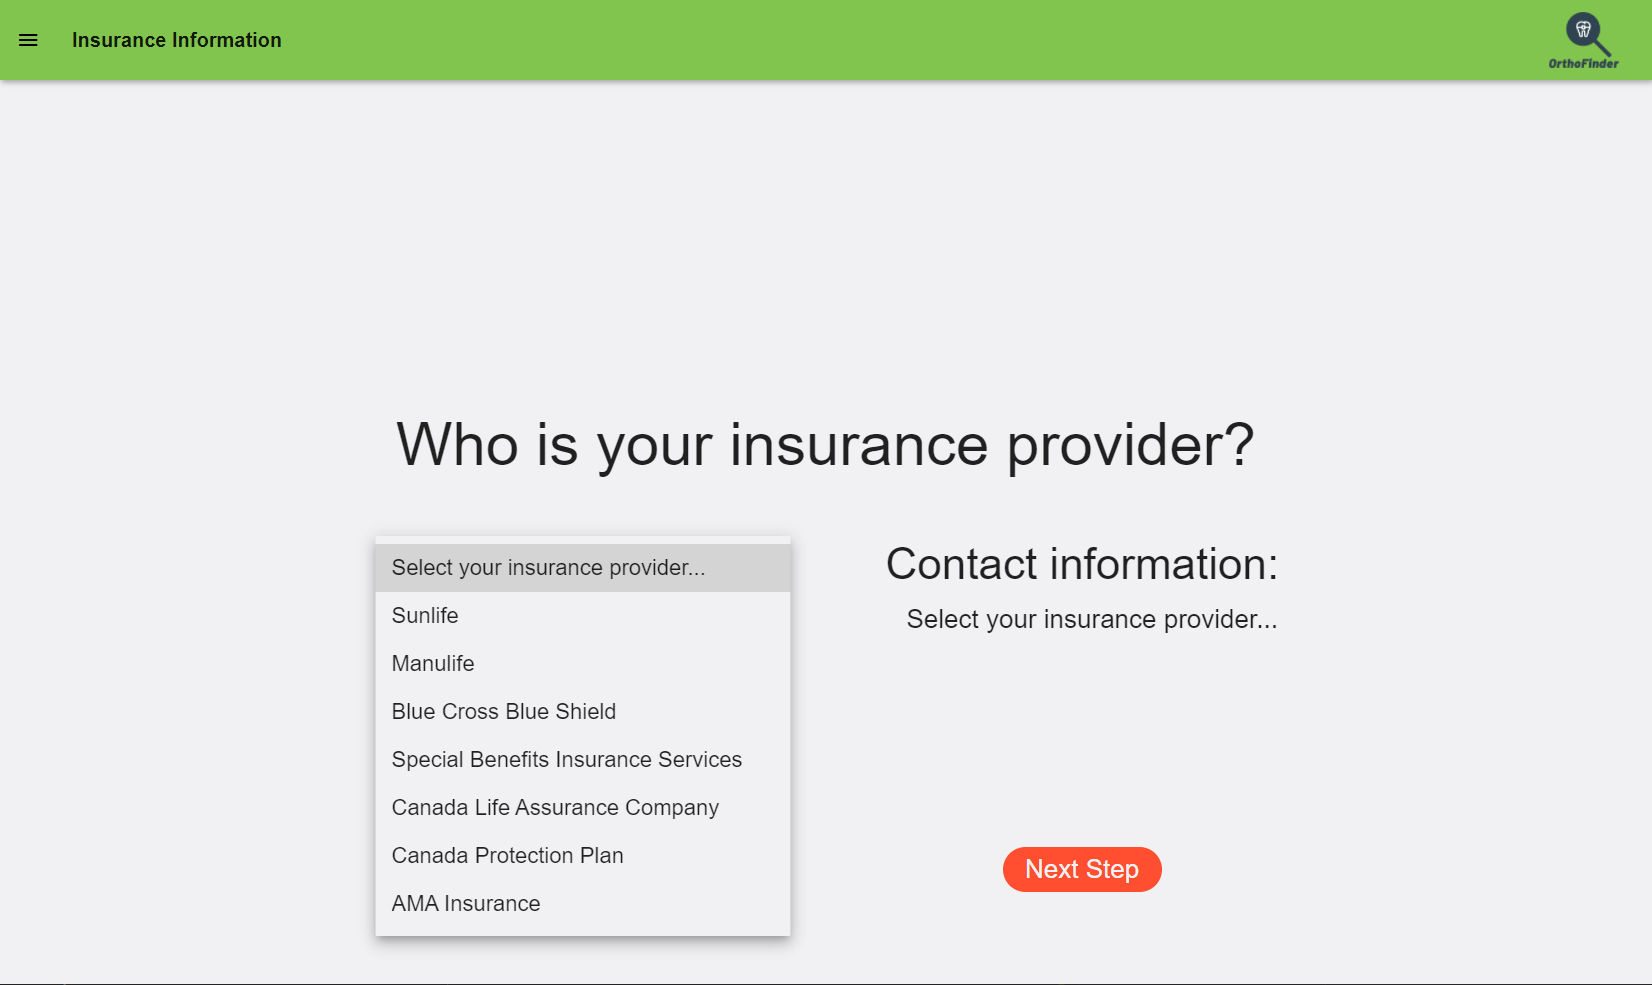 Insurance Information
OrthoFinder
Who is your insurance provider?
Select your insurance provider...
Sunlife
Manulife
Blue Cross Blue Shield
Special Benefits Insurance Services
Canada Life Assurance Company
Canada Protection Plan
AMA Insurance
Contact information:
Select your insurance provider...
Next Step